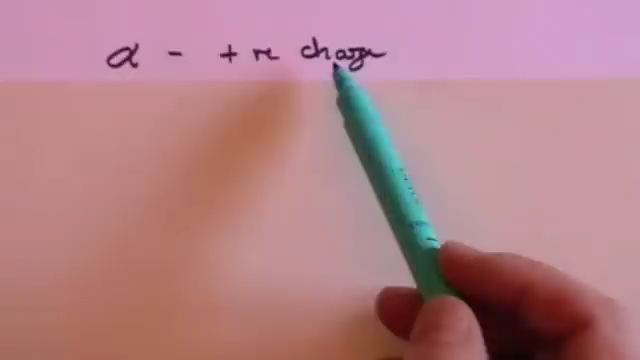 α - +ve charge